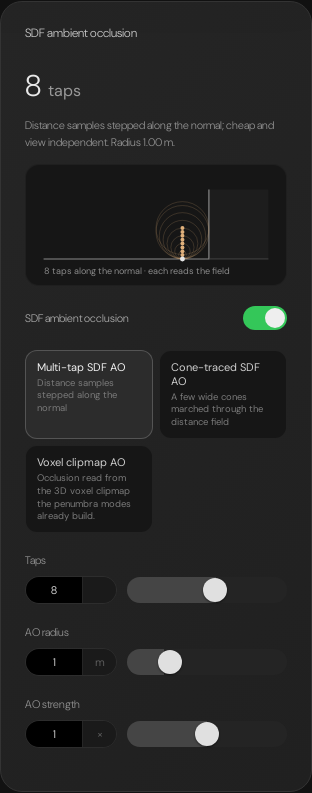 SDF ambient occlusion
8 taps
Distance samples stepped along the normal; cheap and
view independent. Radius 1.00 m.
8 taps along the normal · each reads the field
SDF ambient occlusion
Multi-tap SDF AO
Distance samples
stepped along the
normal
Cone-traced SDF
AO
A few wide cones
marched through the
distance field
Voxel clipmap AO
Occlusion read from
the 3D voxel clipmap
the penumbra modes
already build.
Taps
8
AO radius
1 m
AO strength
1 ×